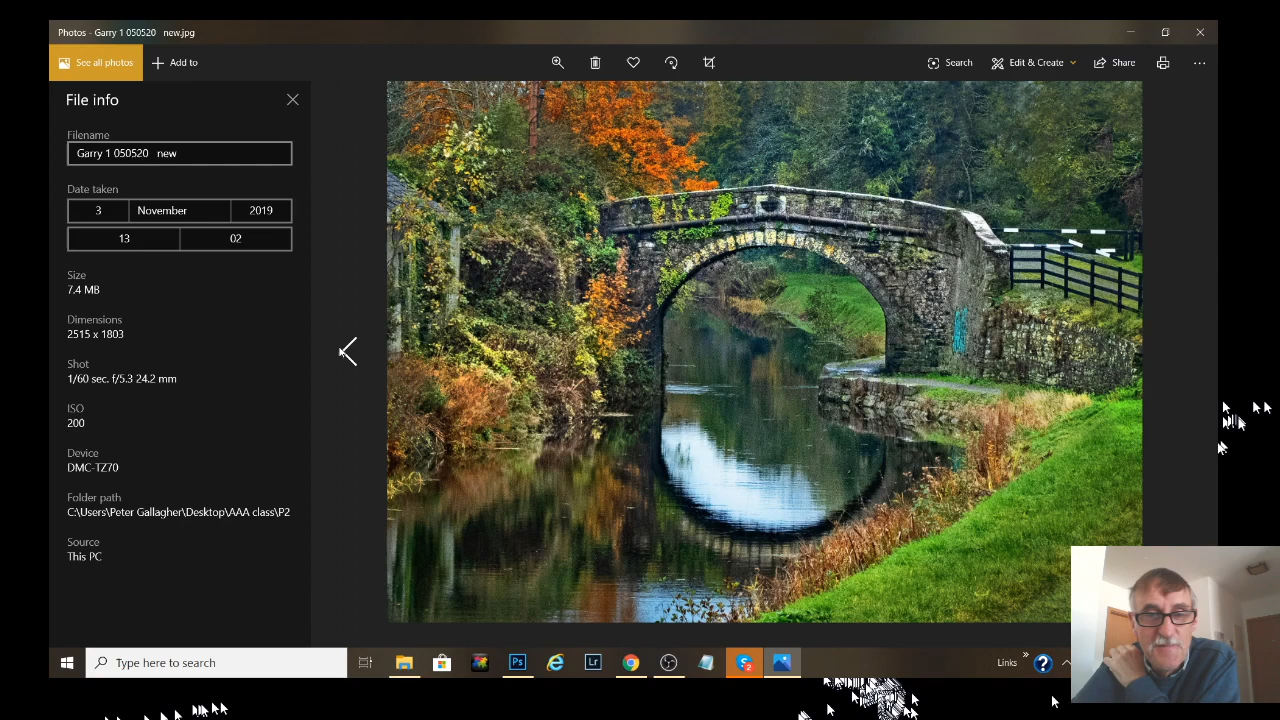 Photos - Garry 1 050520   new.jpg
See all photos
Add to
Search
Edit & Create
Share
File info
Filename
Garry 1 050520   new
Date taken
3 November 2019
13 02
Size
7.4 MB
Dimensions
2515 x 1803
Shot
1/60 sec. f/5.3 24.2 mm
ISO
200
Device
DMC-TZ70
Folder path
C:\Users\Peter Gallagher\Desktop\AAA class\P2
Source
This PC
Type here to search
Ps
Lr
S
2
Links
»
?